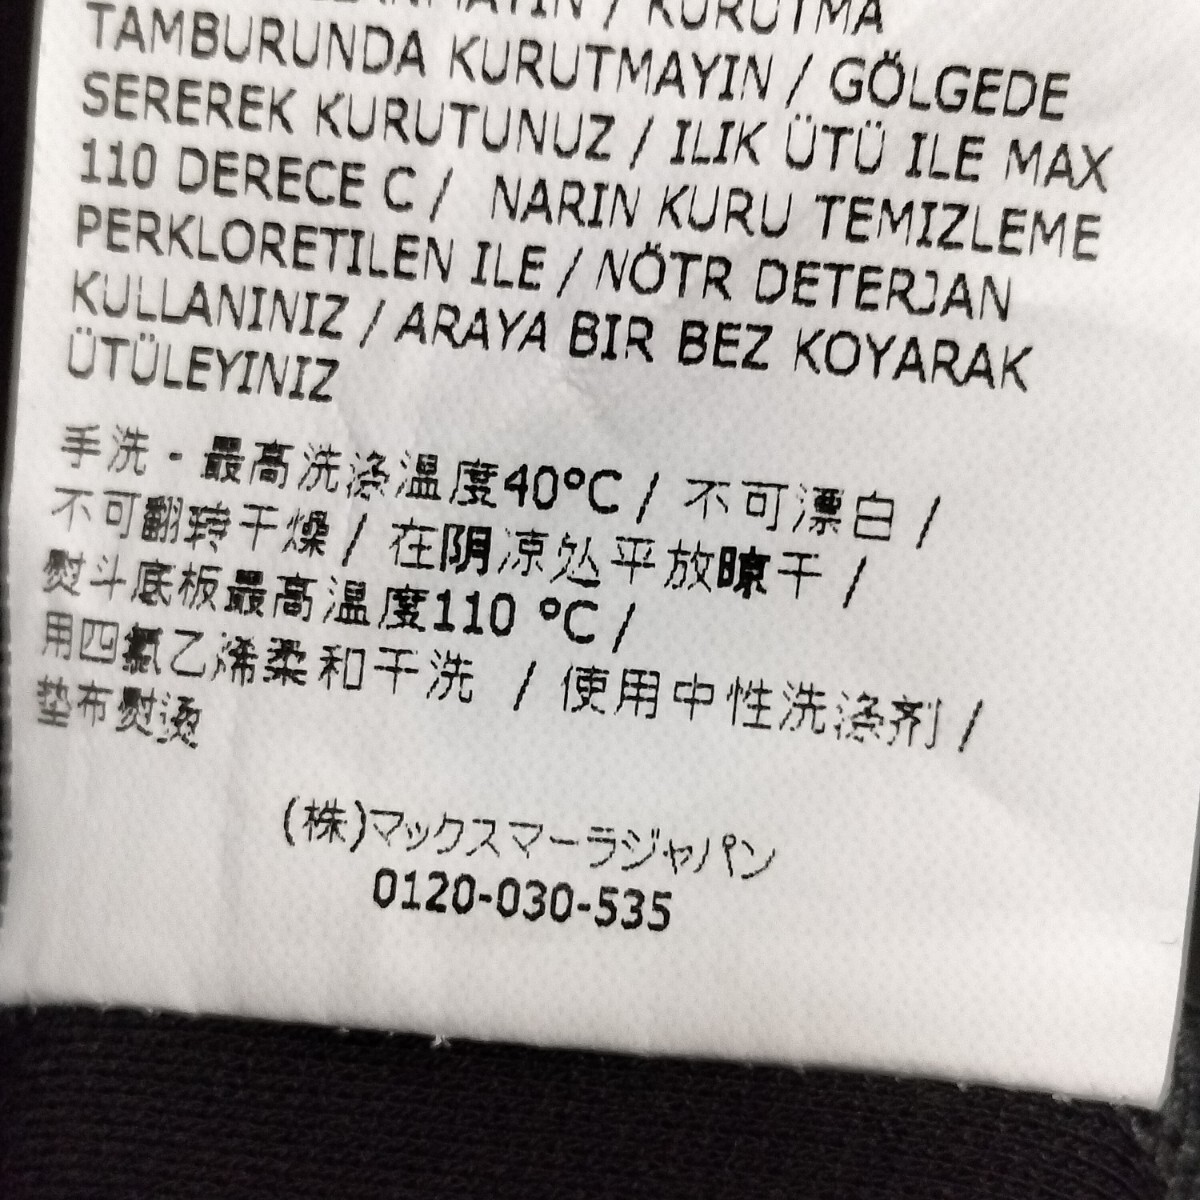 / KURUTMA
TAMBURUNDA KURUTMAYIN / GÖLGEDE
SEREREK KURUTUNUZ / ILIK ÜTÜ ILE MAX
110 DERECE C / NARIN KURU TEMIZLEME
PERKLORETILEN ILE / NÖTR DETERJAN
KULLANINIZ / ARAYA BIR BEZ KOYARAK
ÜTÜLEYINIZ
手洗 - 最高洗涤温度40°C / 不可漂白 /
不可翻转干燥 / 在阴凉处平放晾干 /
熨斗底板最高温度110 °C /
用四氯乙烯柔和干洗 / 使用中性洗涤剂 /
垫布熨烫
(株)マックスマーラジャパン
0120-030-535